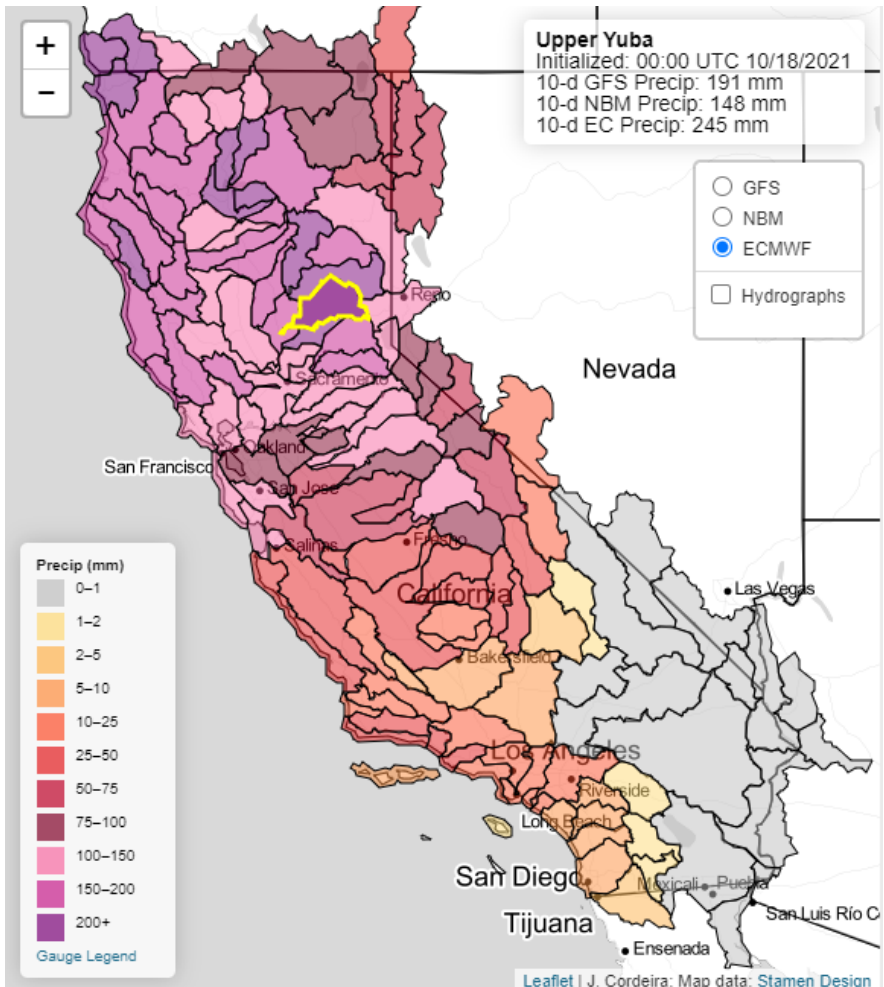 +
−
Upper Yuba
Initialized: 00:00 UTC 10/18/2021
10-d GFS Precip: 191 mm
10-d NBM Precip: 148 mm
10-d EC Precip: 245 mm
GFS
NBM
ECMWF
Hydrographs
Reno
Nevada
Sacramento
Oakland
San Francisco
San Jose
Salinas
Fresno
California
Las Vegas
Bakersfield
Los Angeles
Riverside
Long Beach
San Diego
Mexicali
Puebla
Tijuana
San Luis Río C
Ensenada
Precip (mm)
0–1
1–2
2–5
5–10
10–25
25–50
50–75
75–100
100–150
150–200
200+
Gauge Legend
Leaflet | J. Cordeira; Map data: Stamen Design